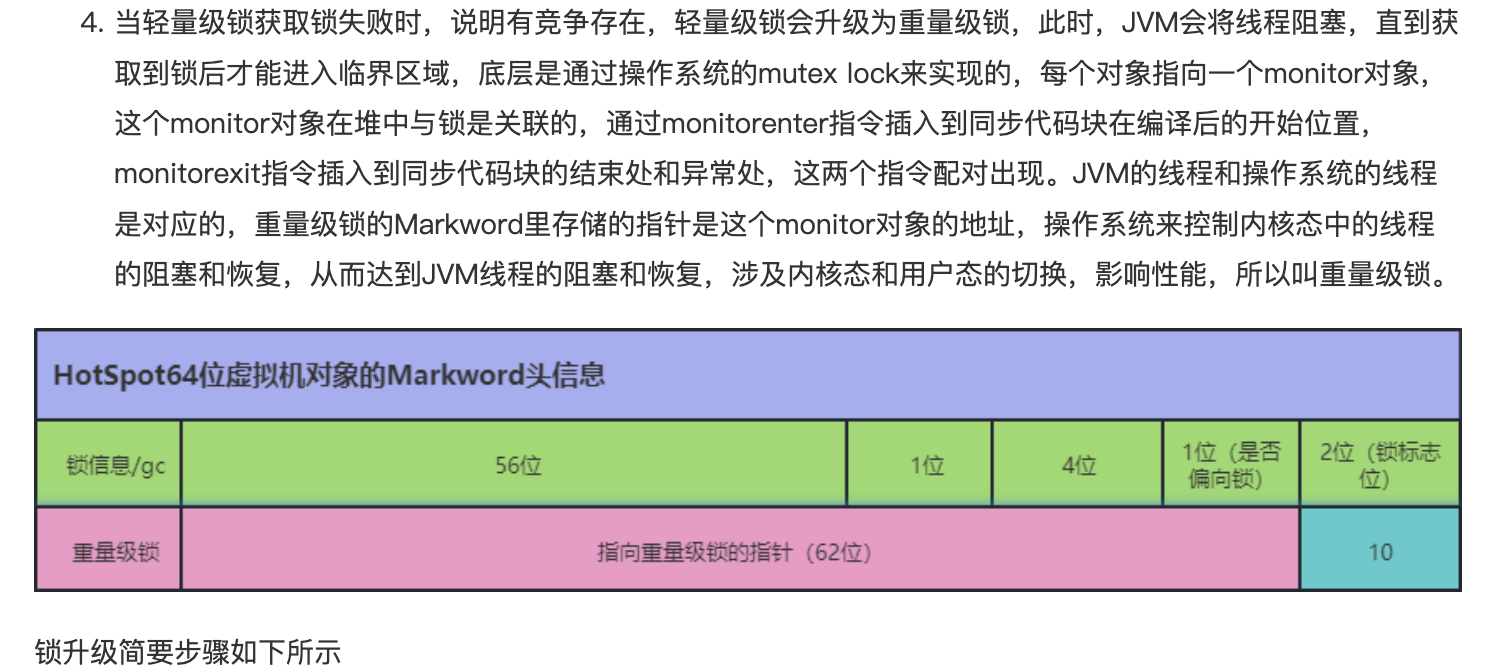 4. 当轻量级锁获取锁失败时，说明有竞争存在，轻量级锁会升级为重量级锁，此时，JVM会将线程阻塞，直到获
取到锁后才能进入临界区域，底层是通过操作系统的mutex lock来实现的，每个对象指向一个monitor对象，
这个monitor对象在堆中与锁是关联的，通过monitorenter指令插入到同步代码块在编译后的开始位置，
monitorexit指令插入到同步代码块的结束处和异常处，这两个指令配对出现。JVM的线程和操作系统的线程
是对应的，重量级锁的Markword里存储的指针是这个monitor对象的地址，操作系统来控制内核态中的线程
的阻塞和恢复，从而达到JVM线程的阻塞和恢复，涉及内核态和用户态的切换，影响性能，所以叫重量级锁。
HotSpot64位虚拟机对象的Markword头信息
锁信息/gc
56位
1位
4位
1位（是否
偏向锁）
2位（锁标志
位）
重量级锁
指向重量级锁的指针（62位）
10
锁升级简要步骤如下所示